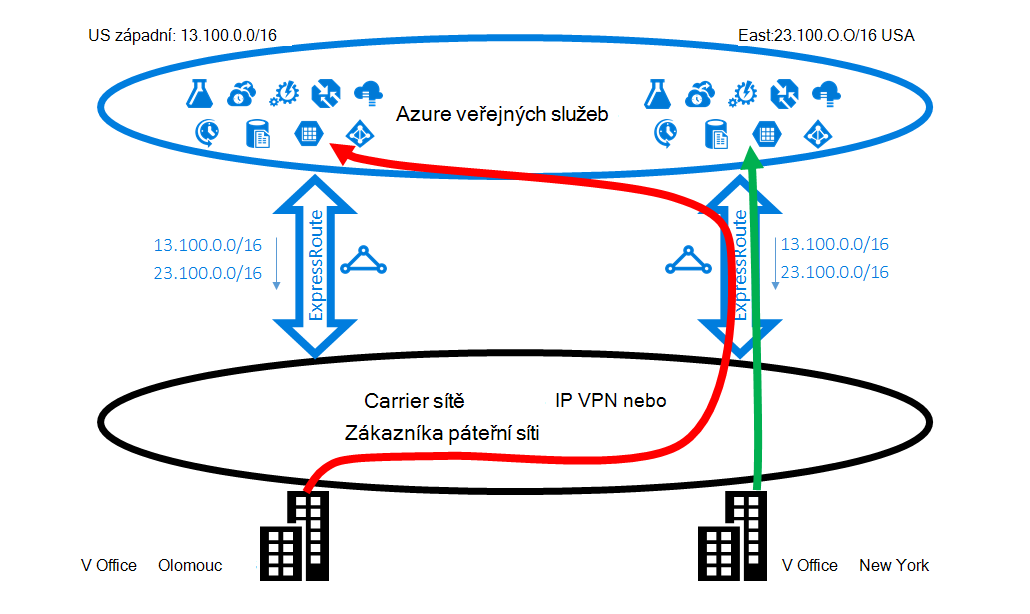 US západní: 13.100.0.0/16
East:23.100.O.O/16 USA
Azure veřejných služeb
13.100.0.0/16
23.100.0.0/16
ExpressRoute
ExpressRoute
13.100.0.0/16
23.100.0.0/16
Carrier sítě IP VPN nebo
Zákazníka páteřní síti
V Office Olomouc
V Office New York